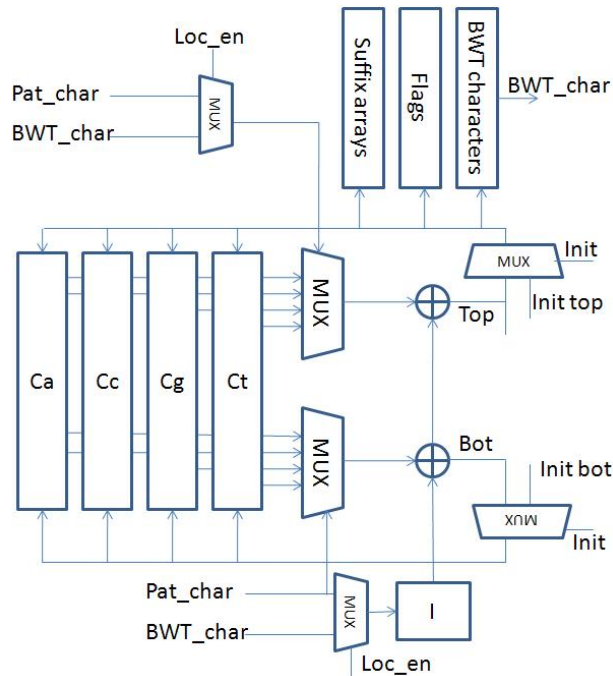 Loc_en
Pat_char
BWT_char
MUX
Suffix arrays
Flags
BWT characters
BWT_char
MUX
Init
Init top
MUX
Top
Ca
Cc
Cg
Ct
MUX
Bot
Init bot
MUX
Init
Pat_char
BWT_char
MUX
I
Loc_en